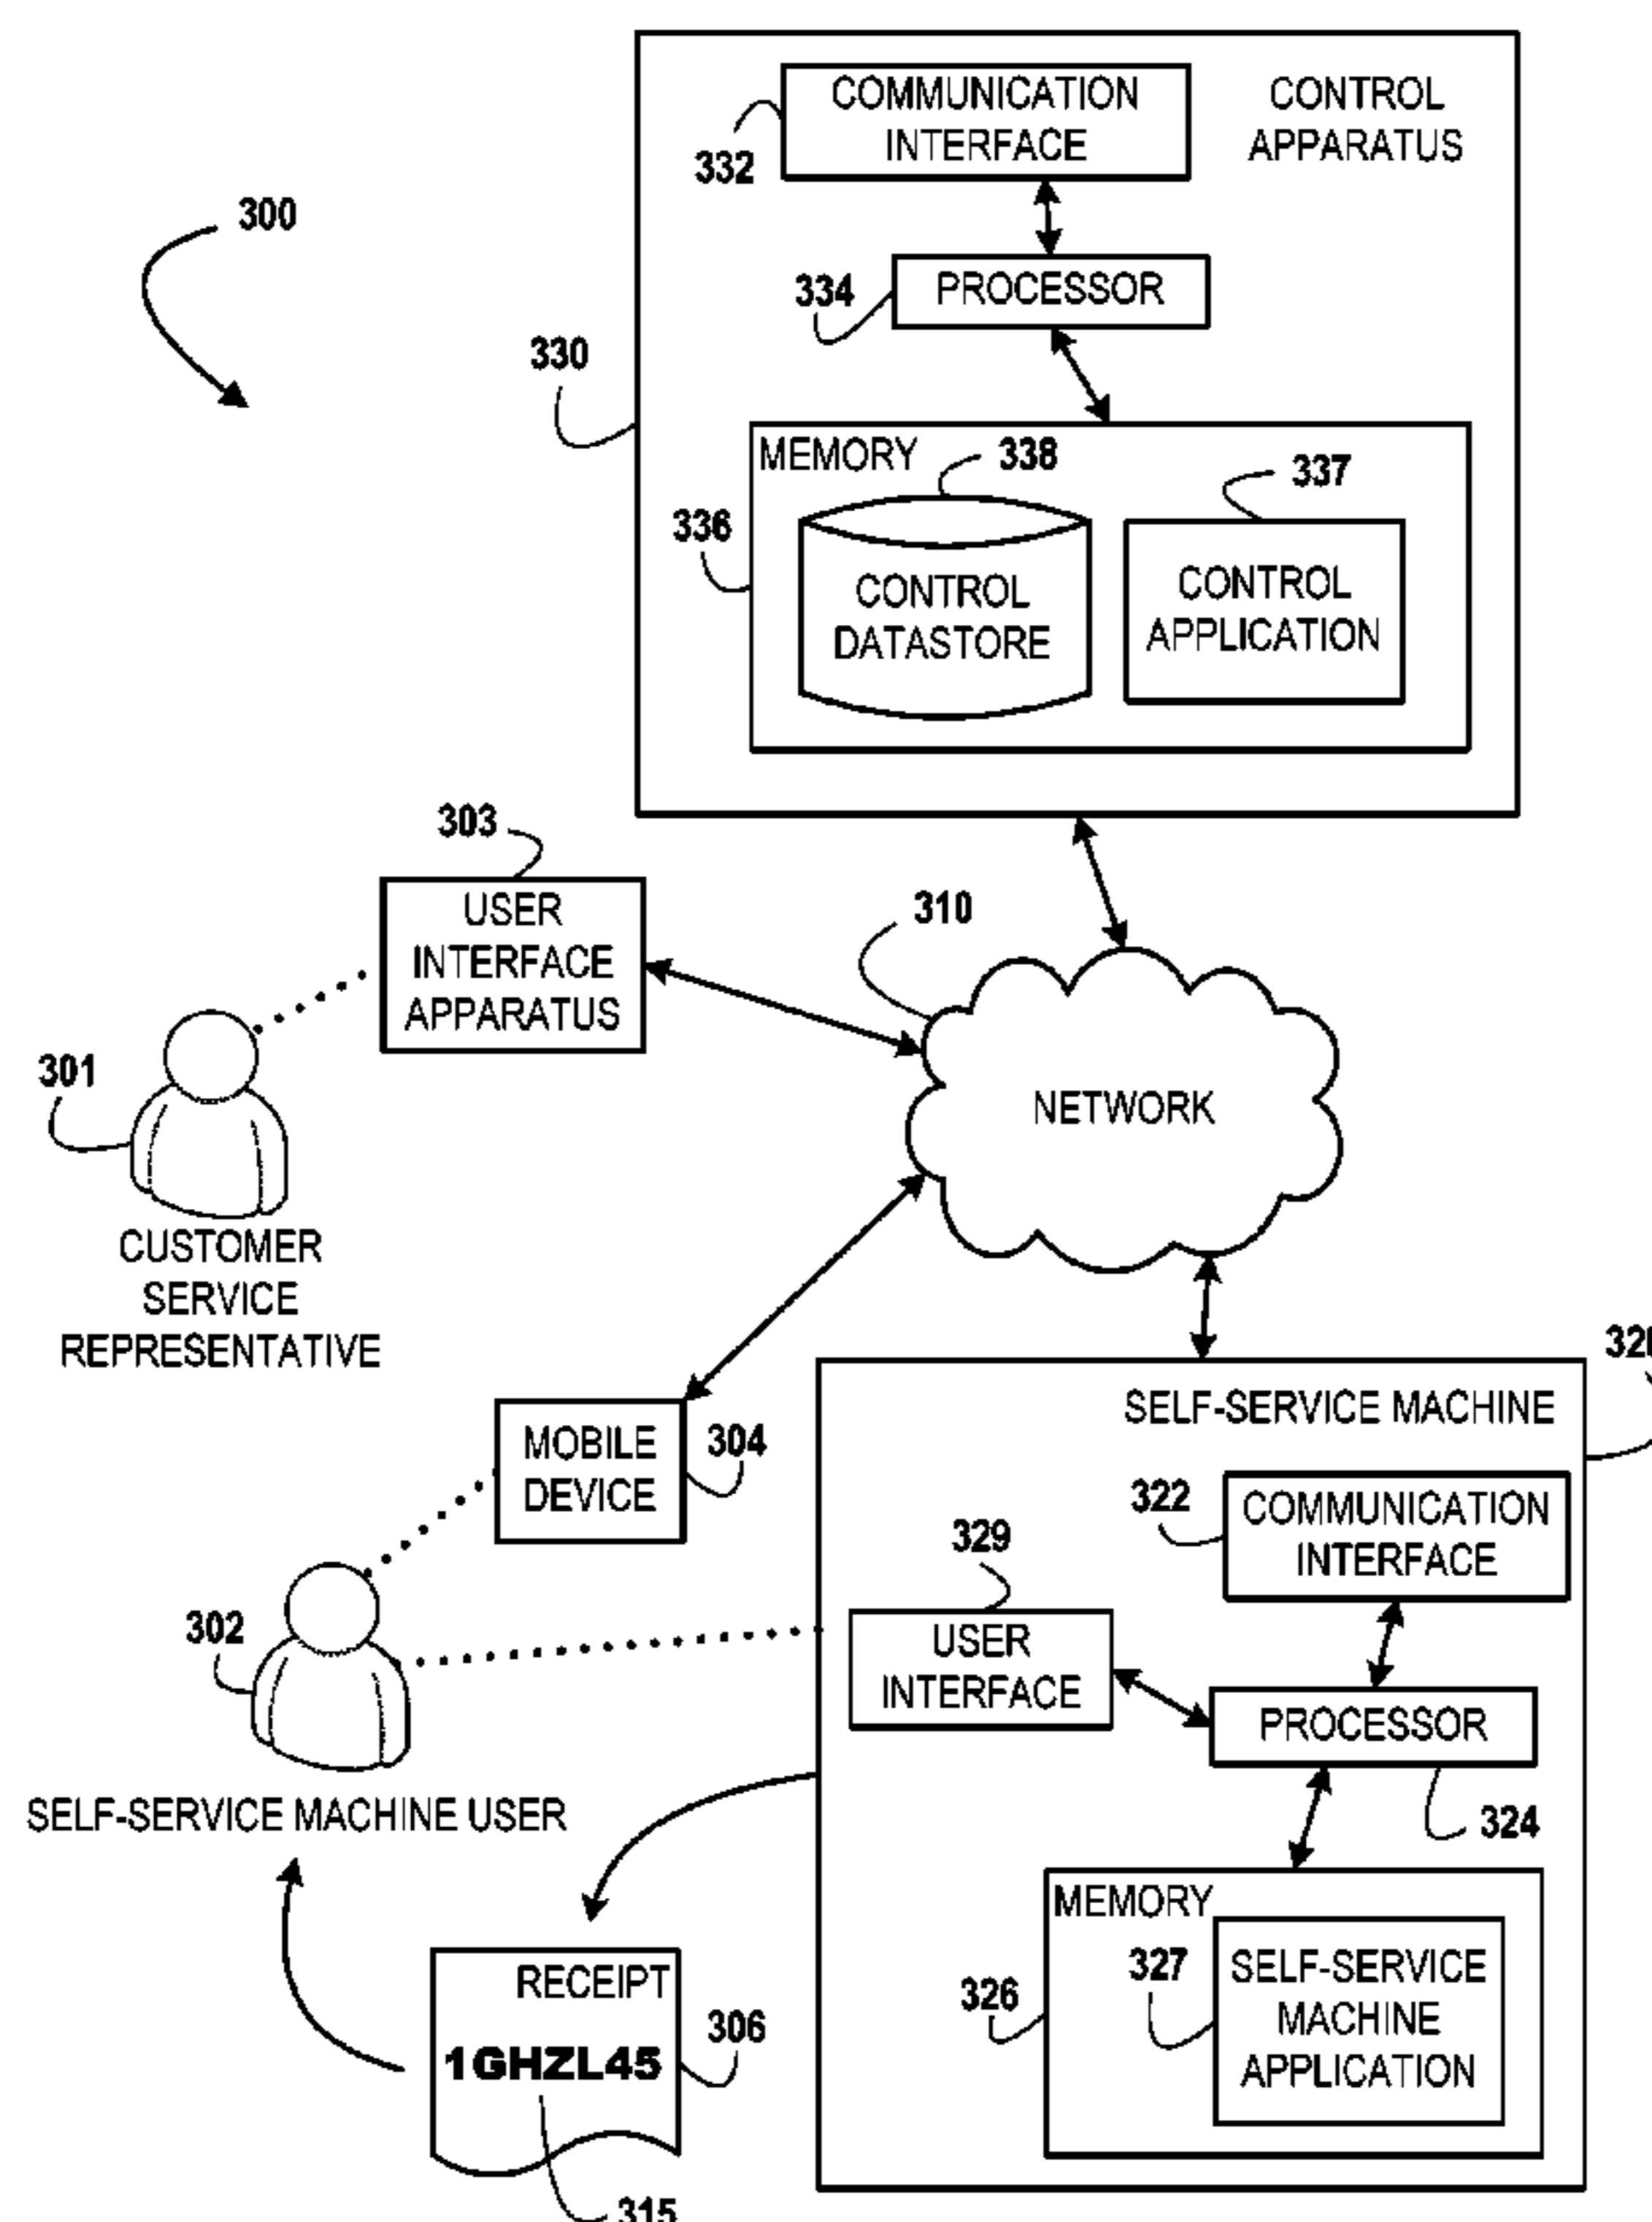 COMMUNICATION
INTERFACE
CONTROL
APPARATUS
332
300
334
PROCESSOR
330
MEMORY
338
337
336
CONTROL
DATASTORE
CONTROL
APPLICATION
303
USER
INTERFACE
APPARATUS
310
301
NETWORK
CUSTOMER
SERVICE
REPRESENTATIVE
SELF-SERVICE MACHINE
MOBILE
DEVICE
304
322
COMMUNICATION
INTERFACE
329
302
USER
INTERFACE
PROCESSOR
SELF-SERVICE MACHINE USER
324
MEMORY
RECEIPT
327
SELF-SERVICE
MACHINE
APPLICATION
326
306
1GHZL45
315